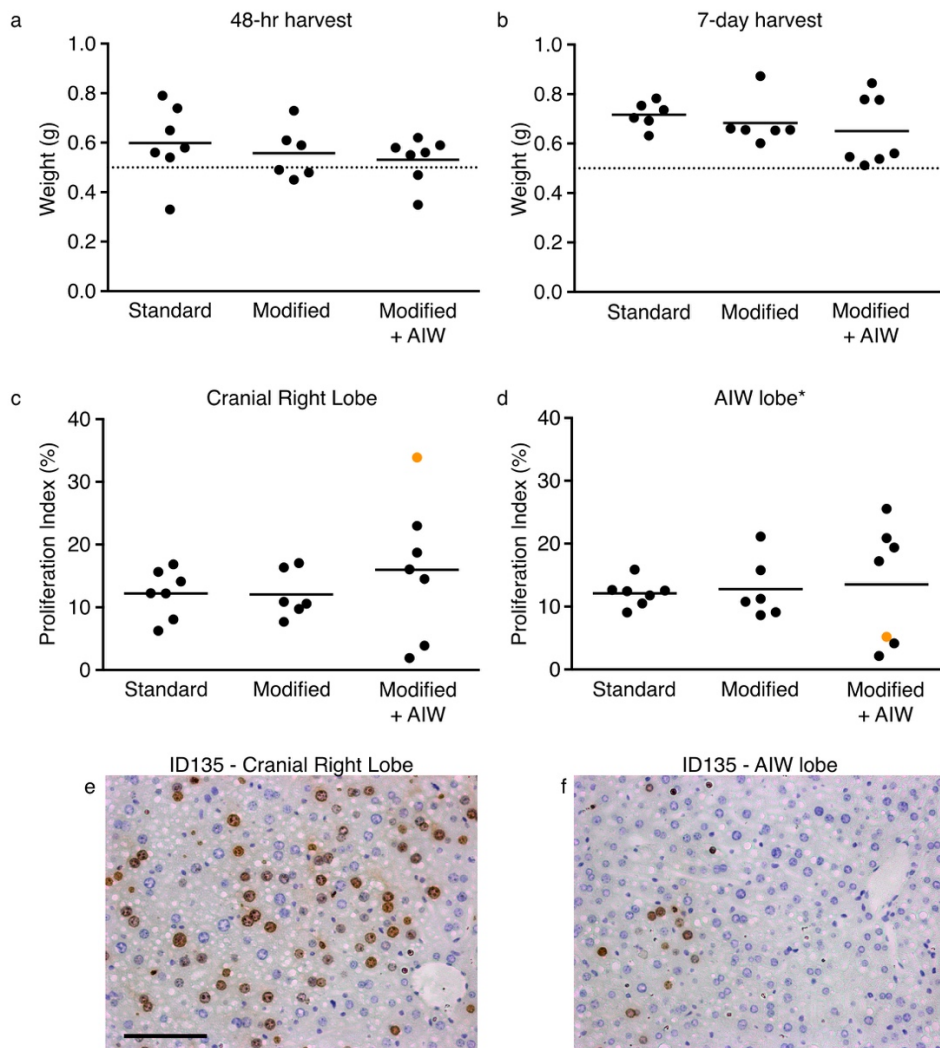 a
48-hr harvest
1.0
0.8
0.6
0.4
0.2
0.0
Weight (g)
Standard
Modified
Modified
+ AIW
b
7-day harvest
1.0
0.8
0.6
0.4
0.2
0.0
Weight (g)
Standard
Modified
Modified
+ AIW
c
Cranial Right Lobe
40
30
20
10
0
Proliferation Index (%)
Standard
Modified
Modified
+ AIW
d
AIW lobe*
40
30
20
10
0
Proliferation Index (%)
Standard
Modified
Modified
+ AIW
ID135 - Cranial Right Lobe
e
ID135 - AIW lobe
f